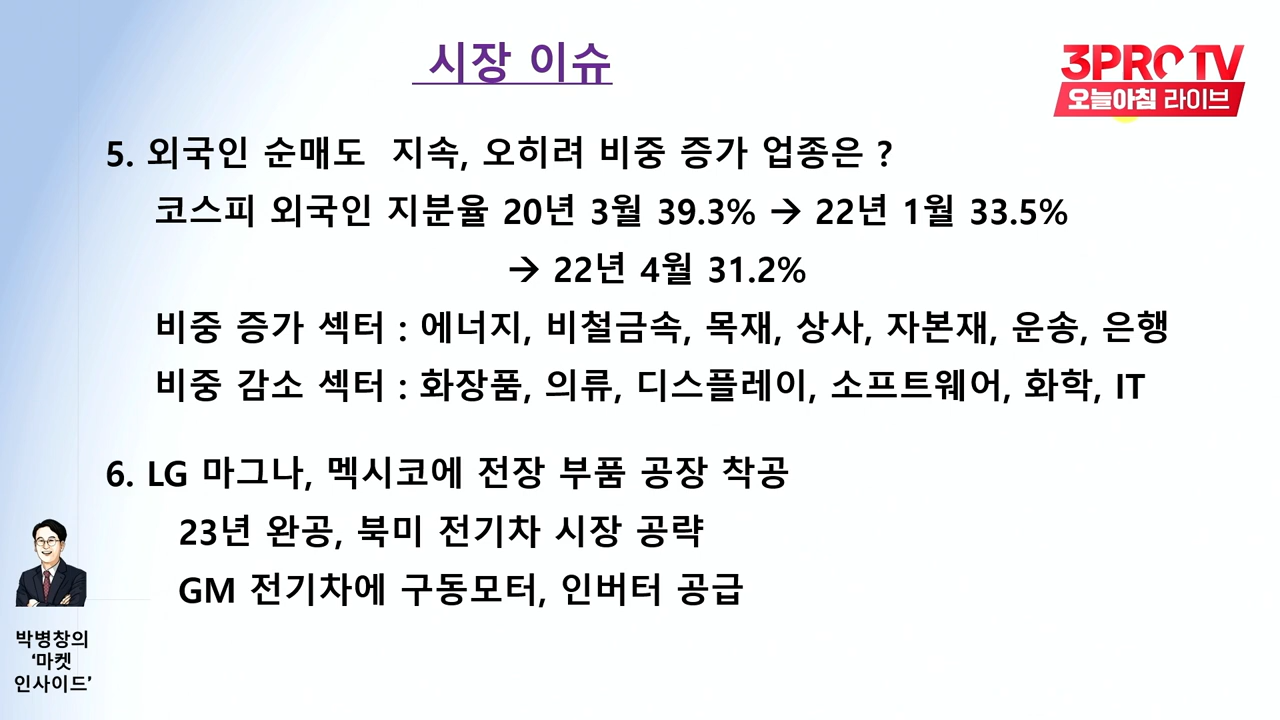 시장 이슈
3PRO TV
오늘아침 라이브
5. 외국인 순매도 지속, 오히려 비중 증가 업종은 ?
코스피 외국인 지분율 20년 3월 39.3% → 22년 1월 33.5%
→ 22년 4월 31.2%
비중 증가 섹터 : 에너지, 비철금속, 목재, 상사, 자본재, 운송, 은행
비중 감소 섹터 : 화장품, 의류, 디스플레이, 소프트웨어, 화학, IT
6. LG 마그나, 멕시코에 전장 부품 공장 착공
23년 완공, 북미 전기차 시장 공략
GM 전기차에 구동모터, 인버터 공급
박병창의
‘마켓
인사이드’